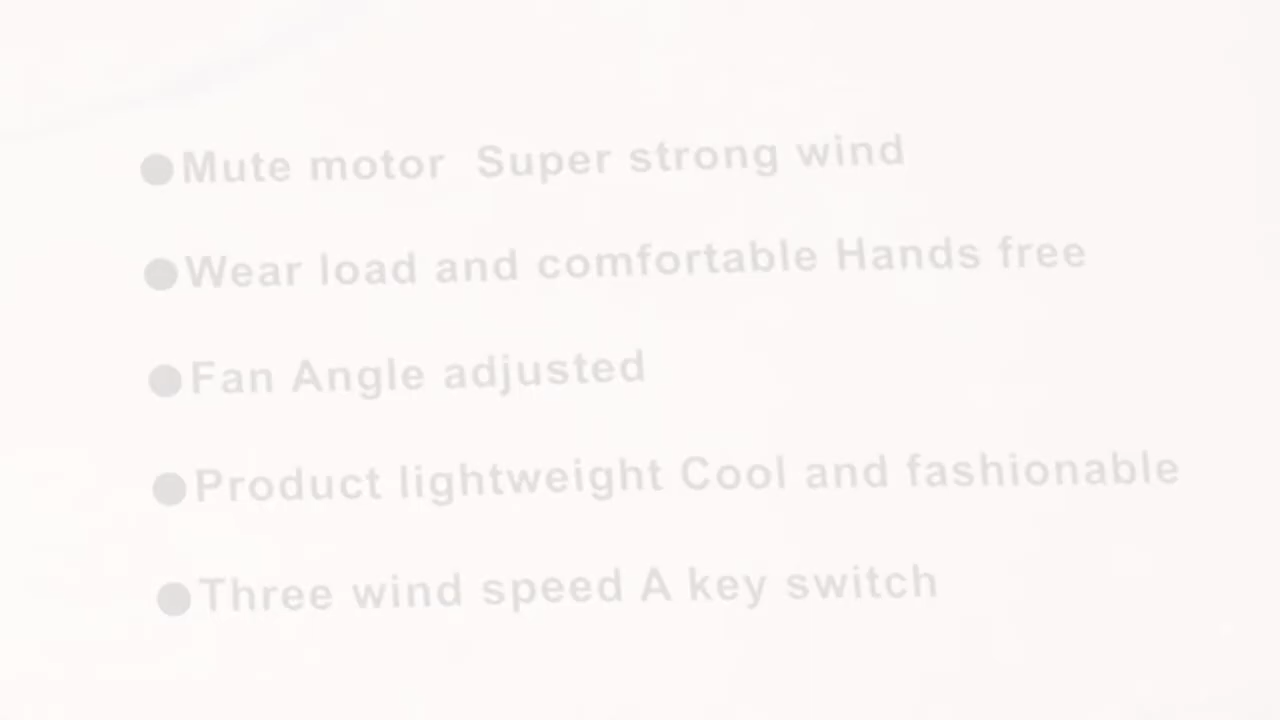 ●Mute motor  Super strong wind
●Wear load and comfortable Hands free
●Fan Angle adjusted
●Product lightweight Cool and fashionable
●Three wind speed A key switch